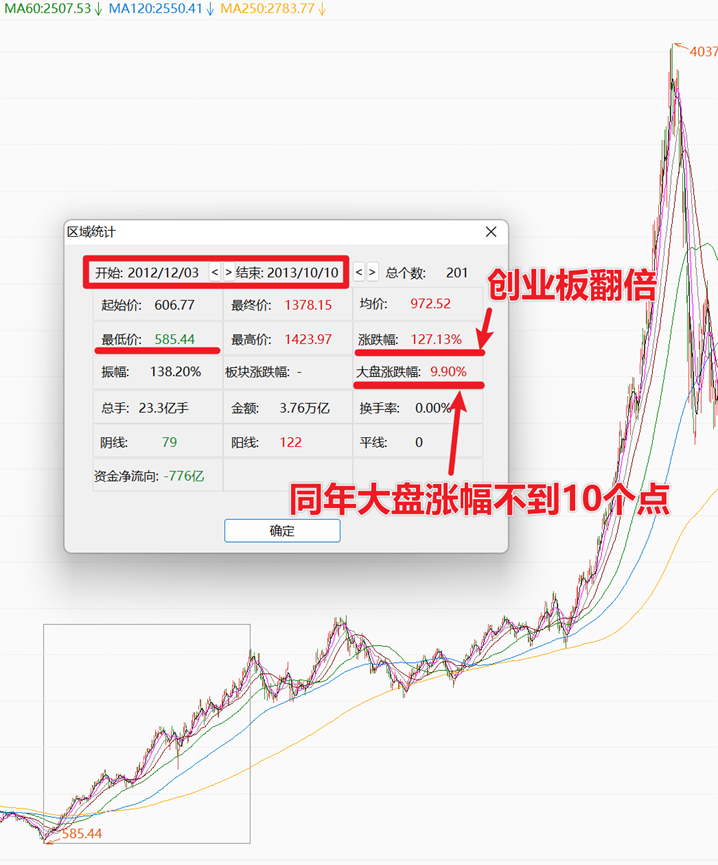 MA60:2507.53↓ MA120:2550.41↓ MA250:2783.77↓
4037
区域统计
开始: 2012/12/03 < > 结束: 2013/10/10 < > 总个数: 201
创业板翻倍
起始价: 606.77 最终价: 1378.15 均价: 972.52
最低价: 585.44 最高价: 1423.97 涨跌幅: 127.13%
振幅: 138.20% 板块涨跌幅: - 大盘涨跌幅: 9.90%
总手: 23.3亿手 金额: 3.76万亿 换手率: 0.00%
阴线: 79 阳线: 122 平线: 0
资金净流向: -776亿
同年大盘涨幅不到10个点
确定
585.44